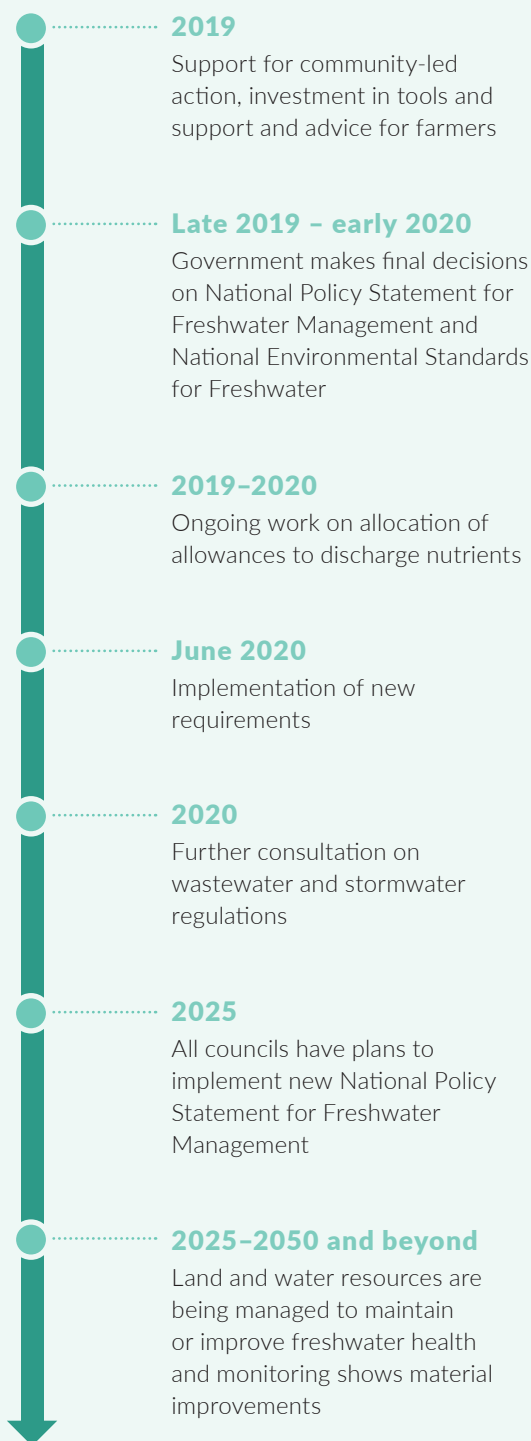 2019
Support for community-led
action, investment in tools and
support and advice for farmers
Late 2019 – early 2020
Government makes final decisions
on National Policy Statement for
Freshwater Management and
National Environmental Standards
for Freshwater
2019–2020
Ongoing work on allocation of
allowances to discharge nutrients
June 2020
Implementation of new
requirements
2020
Further consultation on
wastewater and stormwater
regulations
2025
All councils have plans to
implement new National Policy
Statement for Freshwater
Management
2025–2050 and beyond
Land and water resources are
being managed to maintain
or improve freshwater health
and monitoring shows material
improvements